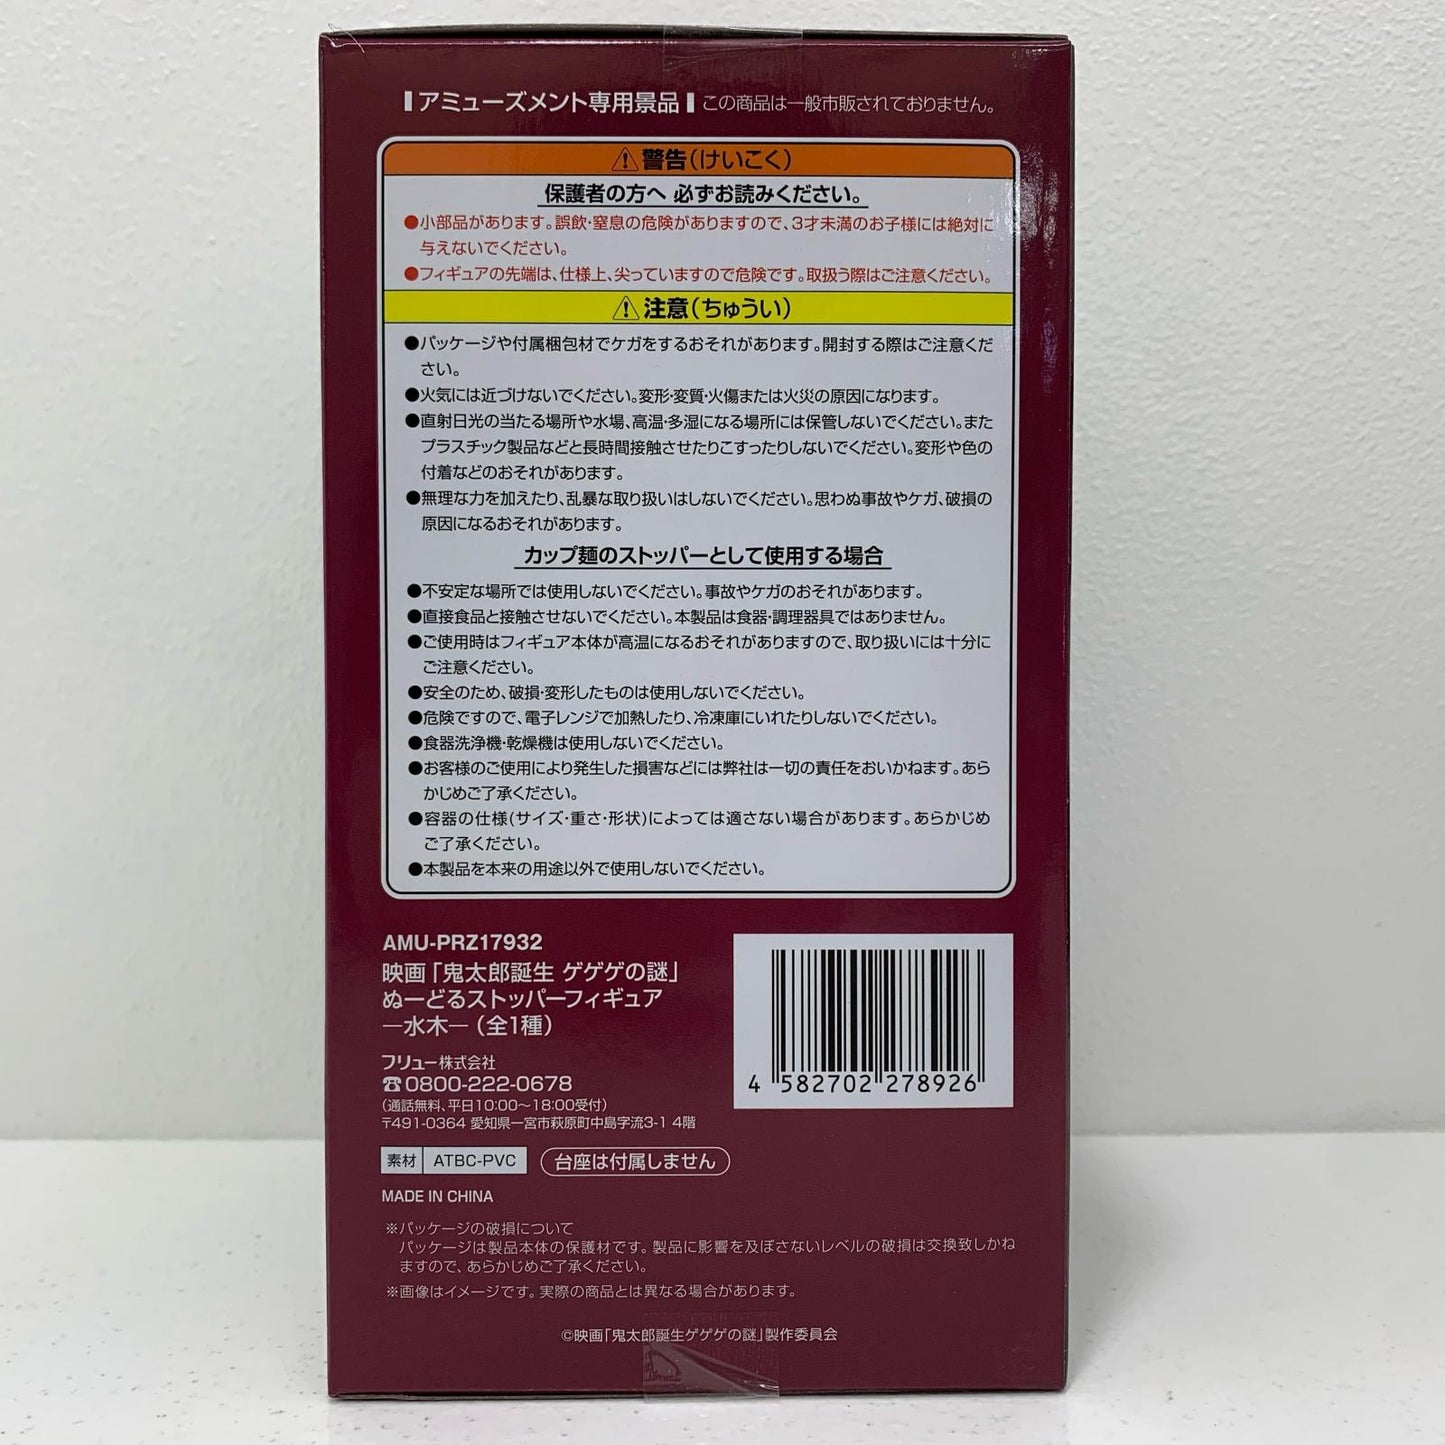 アミューズメント専用景品 この商品は一般市販されておりません。
⚠警告(けいこく)
保護者の方へ 必ずお読みください。
●小部品があります。誤飲・窒息の危険がありますので、3才未満のお子様には絶対に
与えないでください。
●フィギュアの先端は、仕様上、尖っていますので危険です。取扱う際はご注意ください。
⚠注意(ちゅうい)
●パッケージや付属梱包材でケガをするおそれがあります。開封する際はご注意くだ
さい。
●火気には近づけないでください。変形・変質・火傷または火災の原因になります。
●直射日光の当たる場所や水場、高温・多湿になる場所には保管しないでください。また
プラスチック製品などと長時間接触させたりこすったりしないでください。変形や色の
付着などのおそれがあります。
●無理な力を加えたり、乱暴な取り扱いはしないでください。思わぬ事故やケガ、破損の
原因になるおそれがあります。
カップ麺のストッパーとして使用する場合
●不安定な場所では使用しないでください。事故やケガのおそれがあります。
●直接食品と接触させないでください。本製品は食器・調理器具ではありません。
●ご使用時はフィギュア本体が高温になるおそれがありますので、取り扱いには十分に
ご注意ください。
●安全のため、破損・変形したものは使用しないでください。
●危険ですので、電子レンジで加熱したり、冷凍庫にいれたりしないでください。
●食器洗浄機・乾燥機は使用しないでください。
●お客様のご使用により発生した損害などには弊社は一切の責任をおいかねます。あら
かじめご了承ください。
●容器の仕様(サイズ・重さ・形状)によっては適さない場合があります。あらかじめ
ご了承ください。
●本製品を本来の用途以外で使用しないでください。
AMU-PRZ17932
映画「鬼太郎誕生 ゲゲゲの謎」
ぬーどるストッパーフィギュア
―水木―(全1種)
フリュー株式会社
☎0800-222-0678
(通話無料、平日10:00〜18:00受付)
〒491-0364 愛知県一宮市萩原町中島字流3-1 4階
4 582702 278926
素材 ATBC-PVC 台座は付属しません
MADE IN CHINA
※パッケージの破損について
パッケージは製品本体の保護材です。製品に影響を及ぼさないレベルの破損は交換致しかね
ますので、あらかじめご了承ください。
※画像はイメージです。実際の商品とは異なる場合があります。
©映画「鬼太郎誕生ゲゲゲの謎」製作委員会